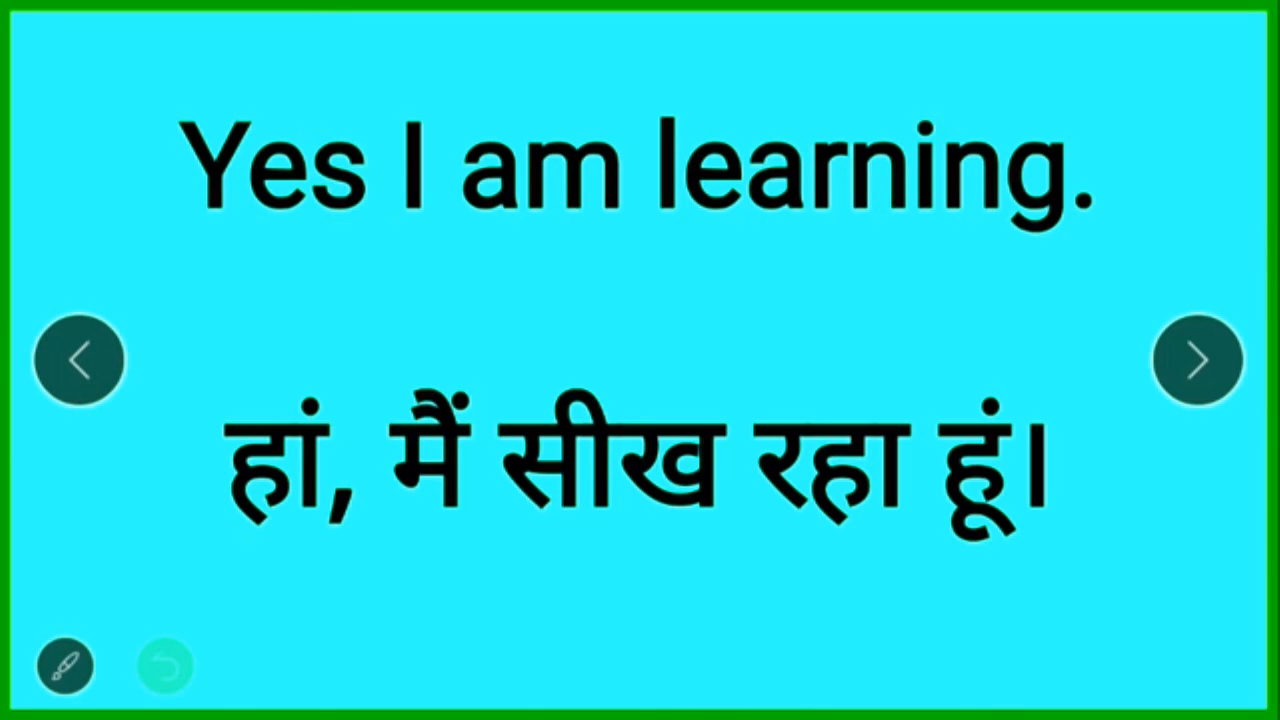 Yes I am learning.
हां, मैं सीख रहा हूं।